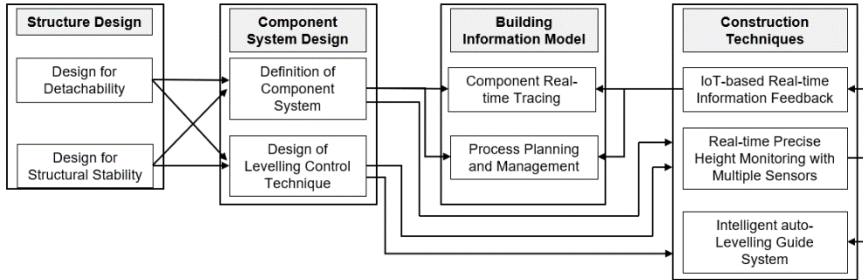 Structure Design
Design for
Detachability
Design for
Structural Stability
Component
System Design
Definition of
Component
System
Design of
Levelling Control
Technique
Building
Information Model
Component Real-
time Tracing
Process Planning
and Management
Construction
Techniques
IoT-based Real-time
Information Feedback
Real-time Precise
Height Monitoring with
Multiple Sensors
Intelligent auto-
Levelling Guide
System